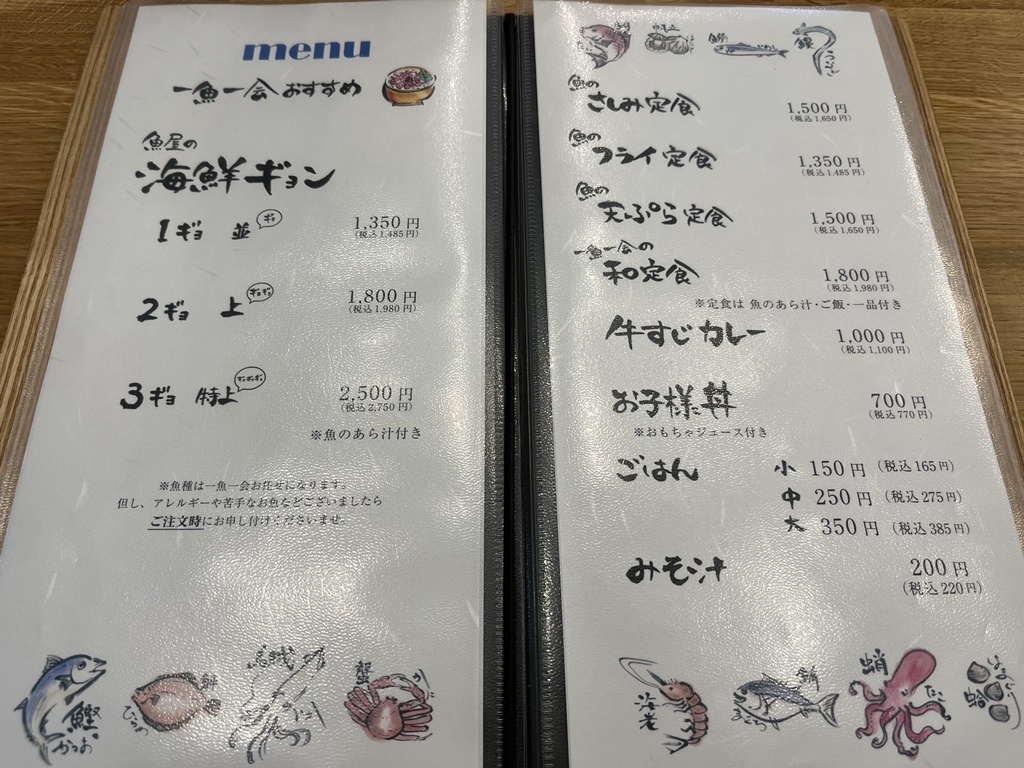 menu
一魚一会 おすすめ
魚屋の
海鮮ギョン
1ギョ 並 ギョ 1,350円
(税込1,485円)
2ギョ 上 ギョギョ 1,800円
(税込1,980円)
3ギョ 特上 ギョギョギョ 2,500円
(税込2,750円)
※魚のあら汁付き
※魚種は一魚一会お任せになります。
但し、アレルギーや苦手なお魚などございましたら
ご注文時にお申し付けくださいませ。
鰹
かつお
鮃
ひらめ
蟹
かに
鰻
うなぎ
魚の
さしみ定食 1,500円
(税込1,650円)
魚の
フライ定食 1,350円
(税込1,485円)
魚の
天ぷら定食 1,500円
(税込1,650円)
一魚一会の
和定食 1,800円
(税込1,980円)
※定食は 魚のあら汁・ご飯・一品付き
牛すじカレー 1,000円
(税込1,100円)
お子様丼 700円
(税込770円)
※おもちゃジュース付き
ごはん 小 150円 (税込165円)
中 250円 (税込275円)
大 350円 (税込385円)
みそ汁 200円
(税込220円)
海老
蛸
たこ